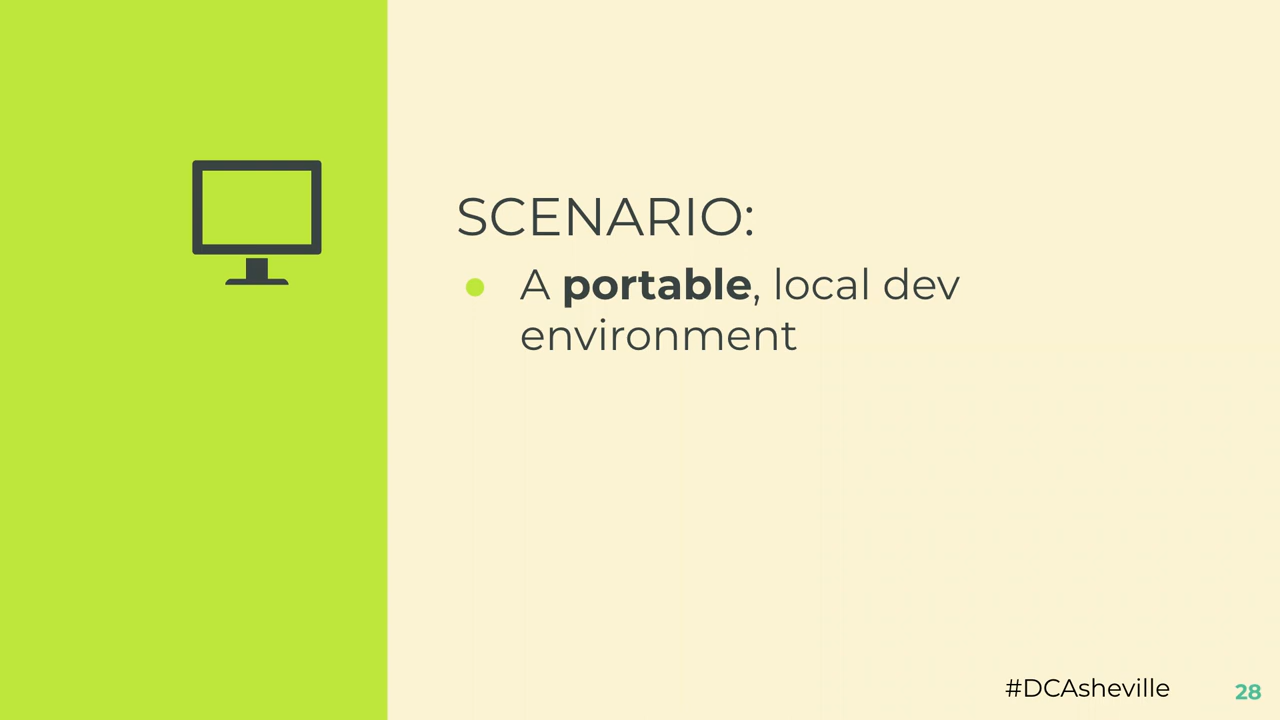 SCENARIO:
● A portable, local dev
environment
#DCAsheville
28